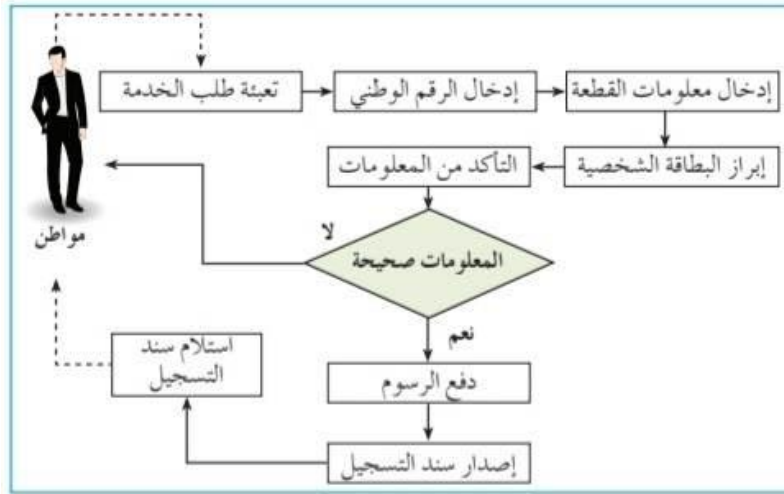 تعبئة طلب الخدمة
إدخال الرقم الوطني
إدخال معلومات القطعة
إبراز البطاقة الشخصية
التأكد من المعلومات
المعلومات صحيحة
لا
مواطن
نعم
دفع الرسوم
إصدار سند التسجيل
استلام سند
التسجيل